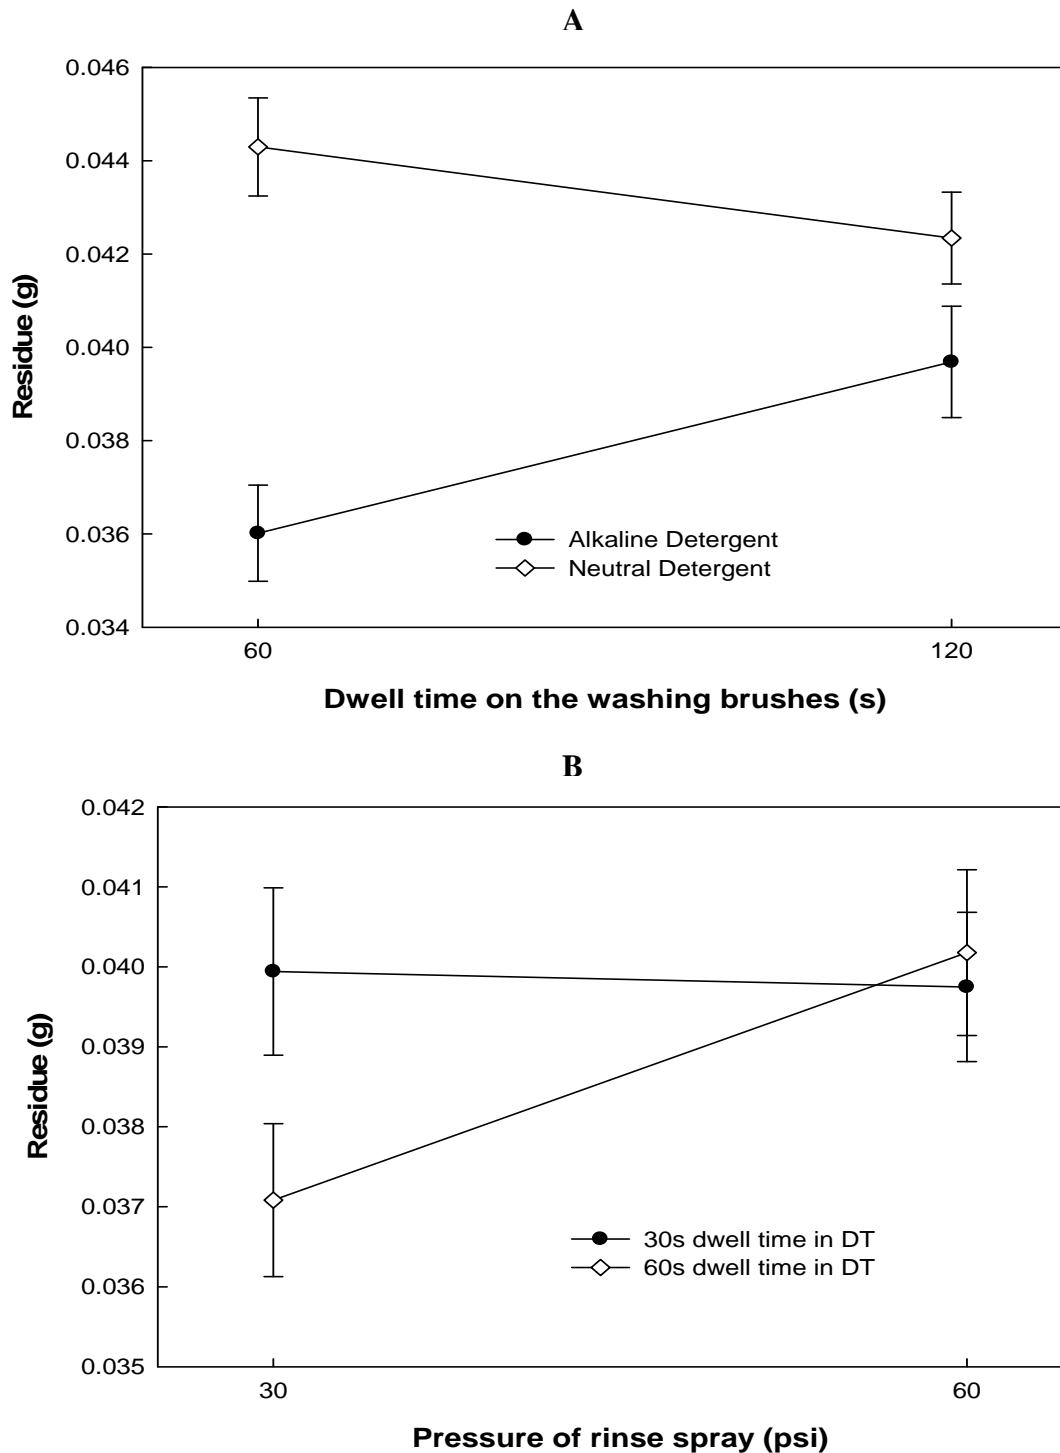 A
0.046
0.044
0.042
0.040
0.038
0.036
0.034
Residue (g)
Alkaline Detergent
Neutral Detergent
60 120
Dwell time on the washing brushes (s)
B
0.042
0.041
0.040
0.039
0.038
0.037
0.036
0.035
Residue (g)
30s dwell time in DT
60s dwell time in DT
30 60
Pressure of rinse spray (psi)